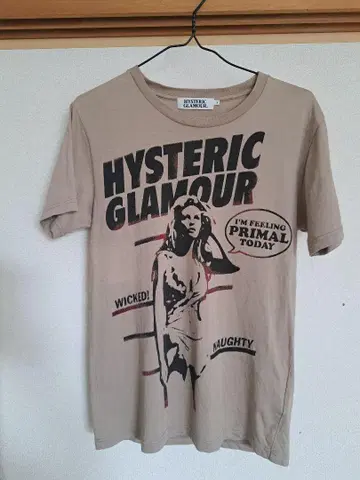 HYSTERIC
GLAMOUR
HYSTERIC
GLAMOUR
I'M FEELING
PRIMAL
TODAY
WICKED!
NAUGHTY